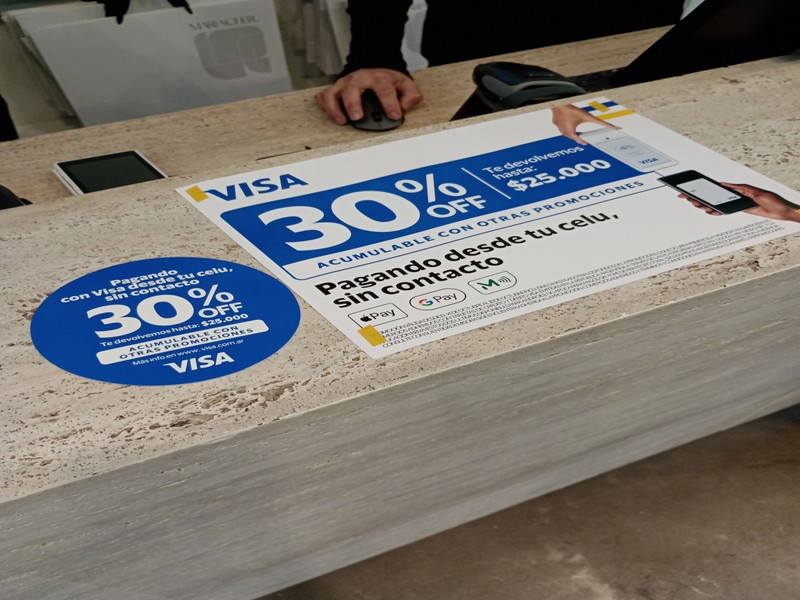 VISA
30% OFF
Te devolvemos
hasta:
$25.000
ACUMULABLE CON OTRAS PROMOCIONES
Pagando desde tu celu,
sin contacto
Pay
G Pay
M
VISA
Pagando
con Visa desde tu celu,
sin contacto
30% OFF
Te devolvemos hasta: $25.000
ACUMULABLE CON
OTRAS PROMOCIONES
Más info en www.visa.com.ar
VISA